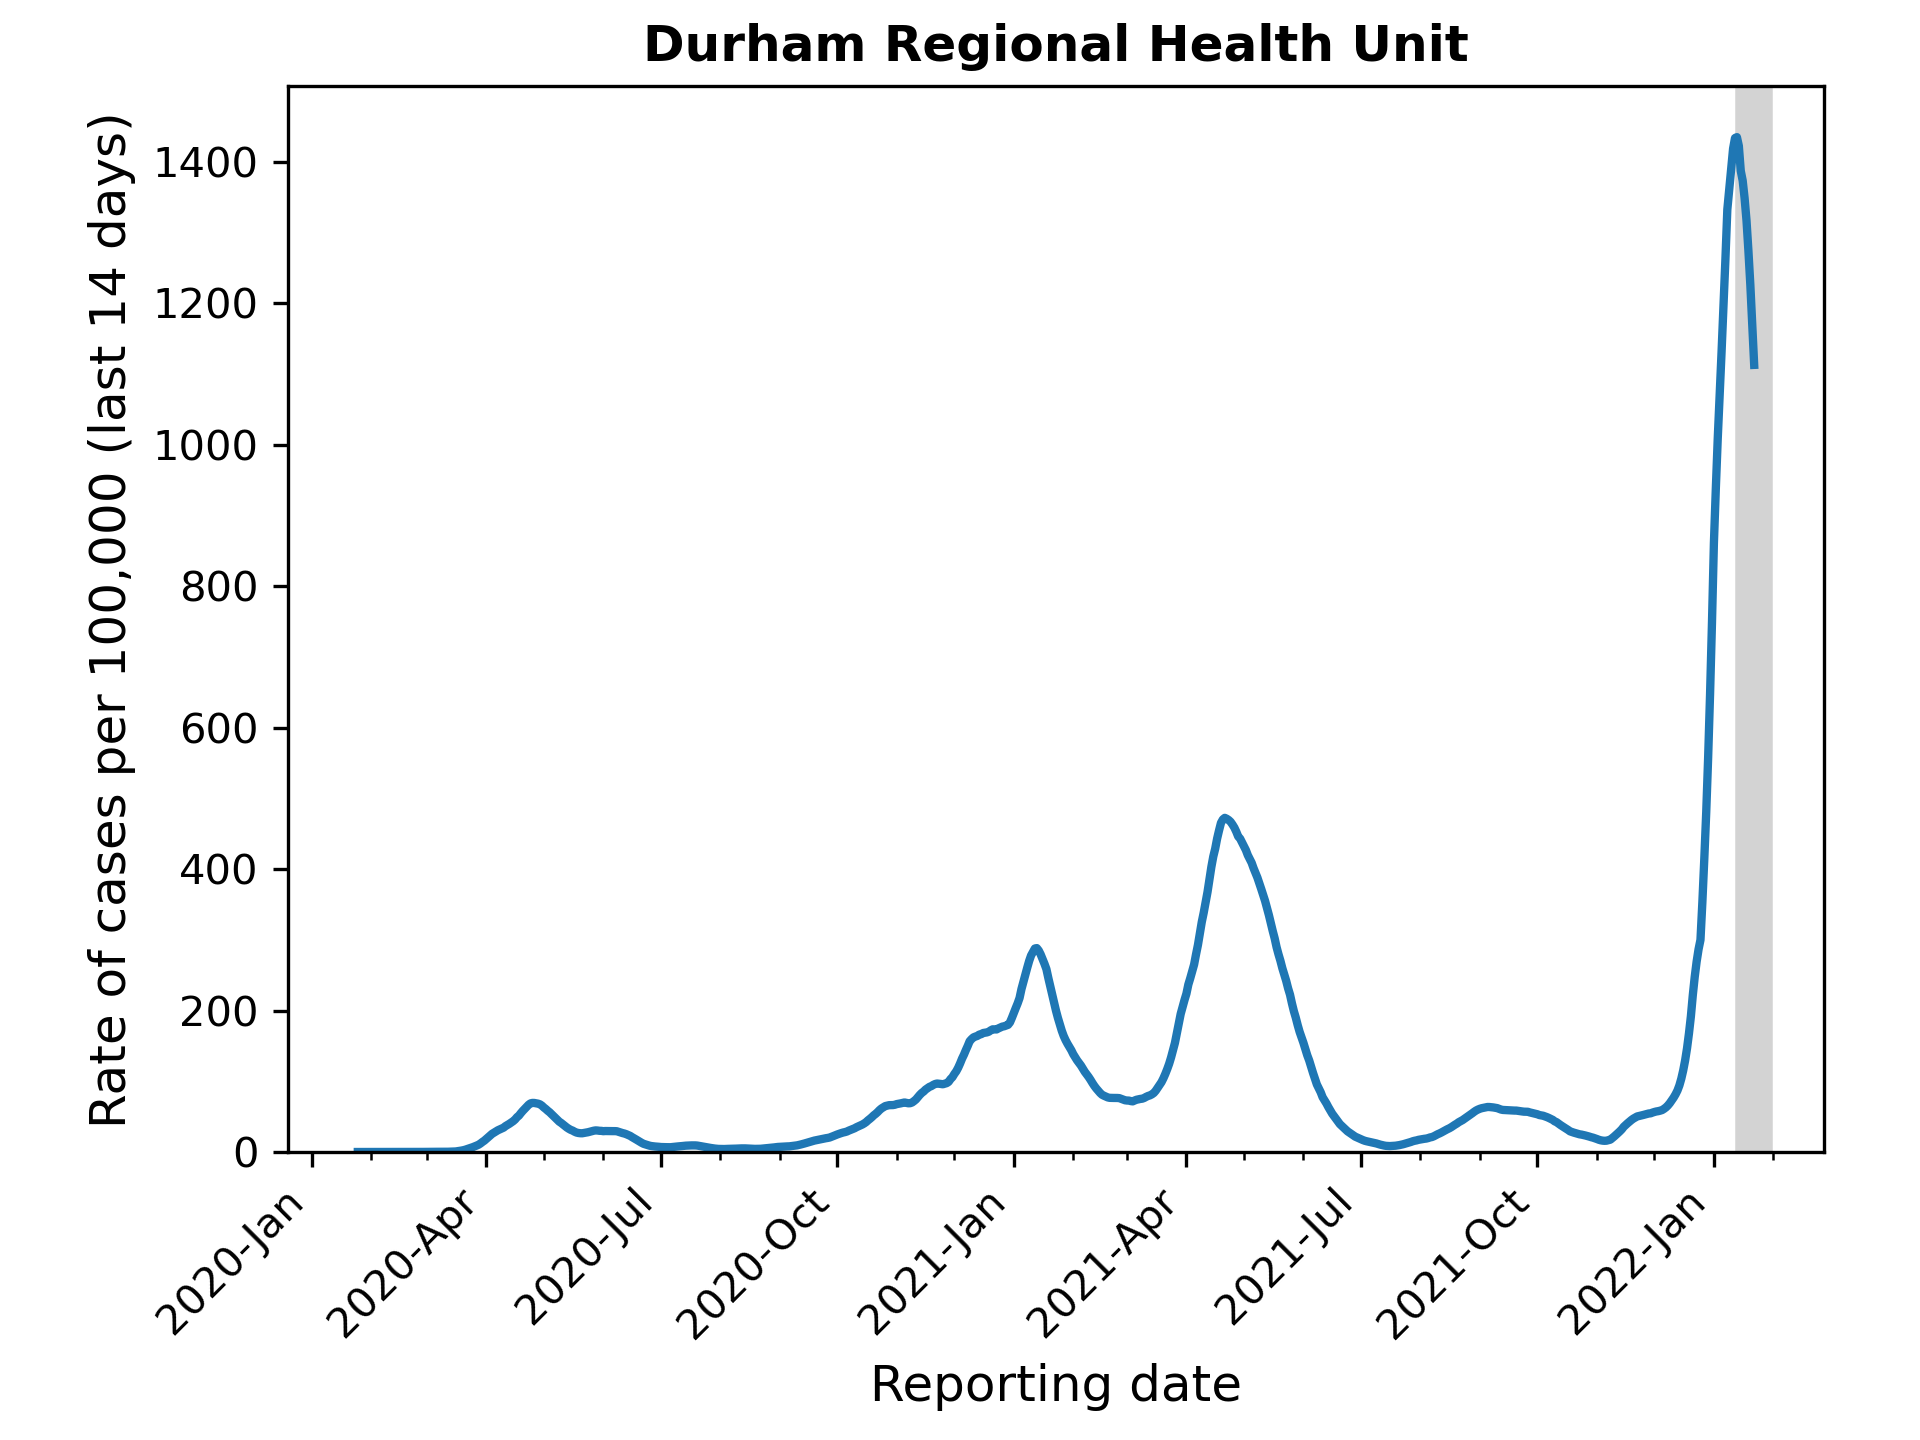 Durham Regional Health Unit
Rate of cases per 100,000 (last 14 days)
1400
1200
1000
800
600
400
200
0
2020-Jan
2020-Apr
2020-Jul
2020-Oct
2021-Jan
2021-Apr
2021-Jul
2021-Oct
2022-Jan
Reporting date